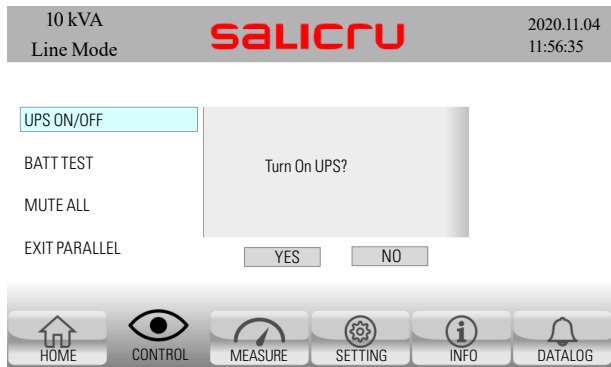 10 kVA
Line Mode
salicru
2020.11.04
11:56:35
UPS ON/OFF
BATT TEST
MUTE ALL
EXIT PARALLEL
Turn On UPS?
YES NO
HOME CONTROL MEASURE SETTING INFO DATALOG